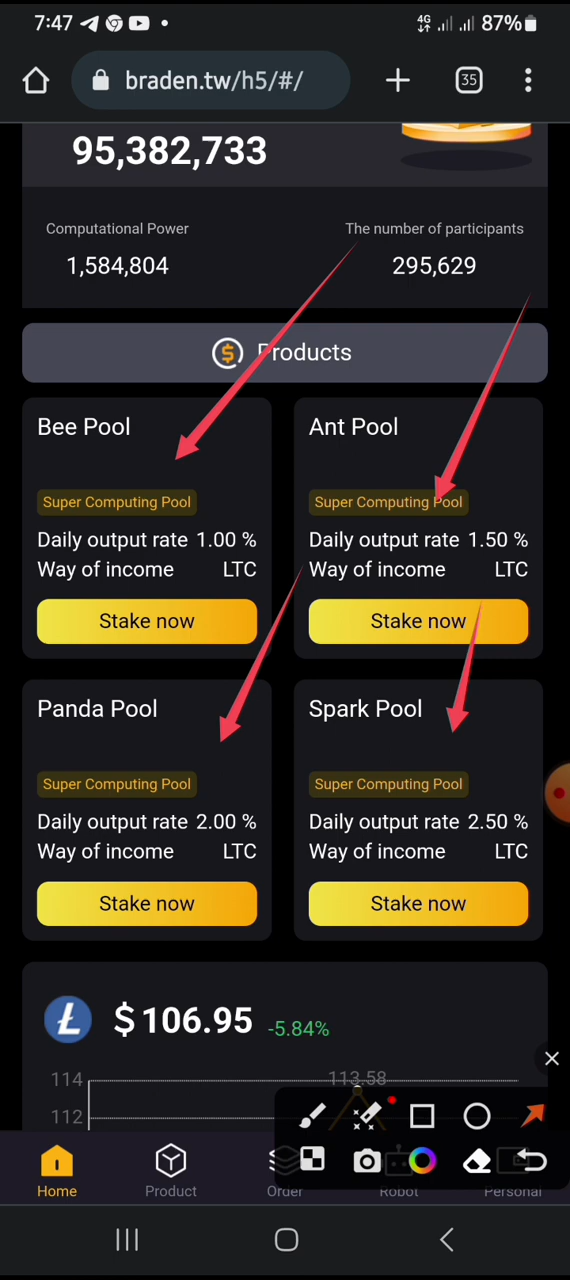 7:47
4G
87%
braden.tw/h5/#/
35
95,382,733
Computational Power
The number of participants
1,584,804
295,629
Products
Bee Pool
Ant Pool
Super Computing Pool
Super Computing Pool
Daily output rate 1.00 %
Daily output rate 1.50 %
Way of income LTC
Way of income LTC
Stake now
Stake now
Panda Pool
Spark Pool
Super Computing Pool
Super Computing Pool
Daily output rate 2.00 %
Daily output rate 2.50 %
Way of income LTC
Way of income LTC
Stake now
Stake now
$ 106.95 -5.84%
113.58
114
112
Home
Product
Order
Robot
Personal